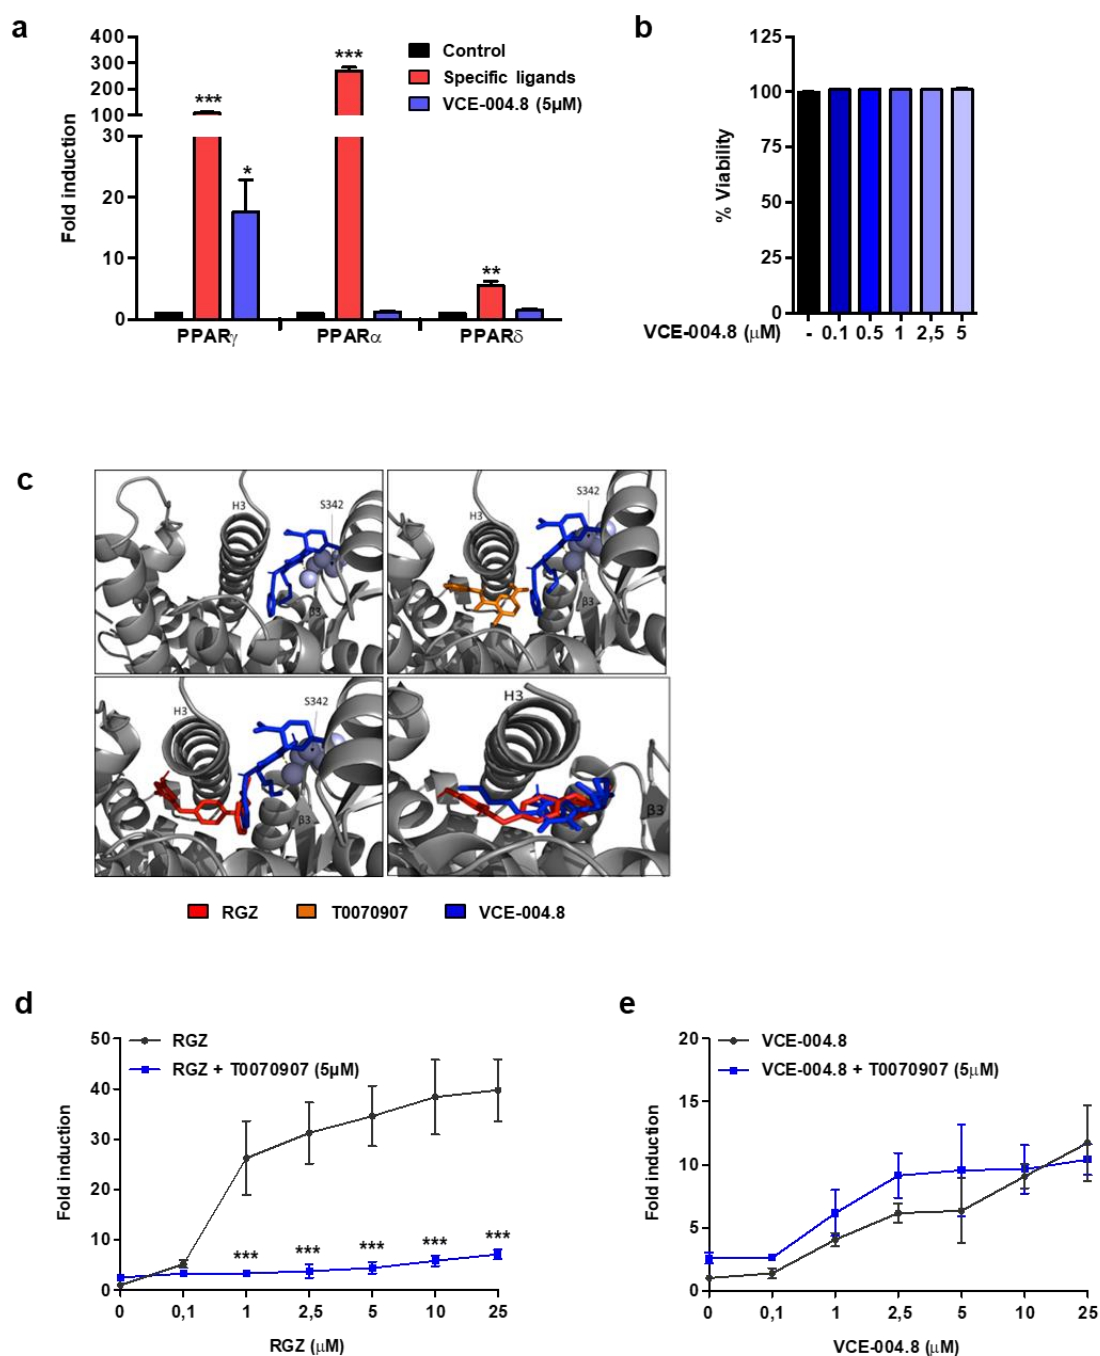 a
Fold induction
400
300
200
100
30
20
10
0
***
*
***
**
Control
Specific ligands
VCE-004.8 (5µM)
PPARγ
PPARα
PPARδ
b
% Viability
125
100
75
50
25
0
VCE-004.8 (μM)
- 0.1 0.5 1 2,5 5
c
H3
H3
S342
β3
S342
β3
H3
S342
β3
H3
β3
RGZ
T0070907
VCE-004.8
d
Fold induction
50
40
30
20
10
0
RGZ
RGZ + T0070907 (5µM)
*** *** *** *** ***
0 0,1 1 2,5 5 10 25
RGZ (μM)
e
Fold induction
20
15
10
5
0
VCE-004.8
VCE-004.8 + T0070907 (5μM)
0 0,1 1 2,5 5 10 25
VCE-004.8 (μM)